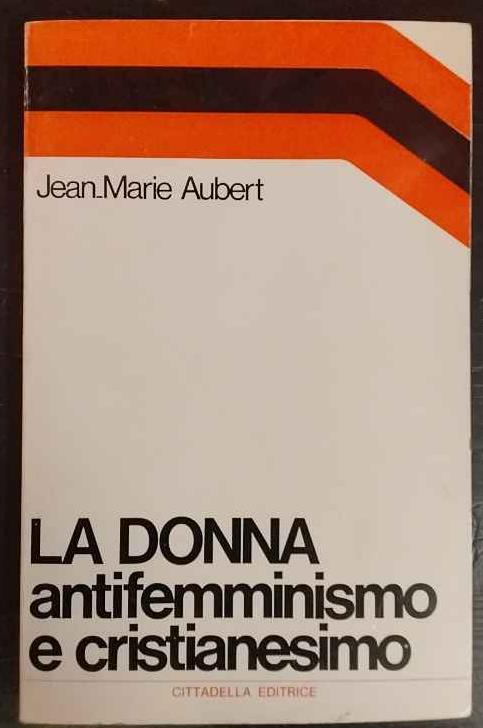 Jean-Marie Aubert
LA DONNA
antifemminismo
e cristianesimo
CITTADELLA EDITRICE